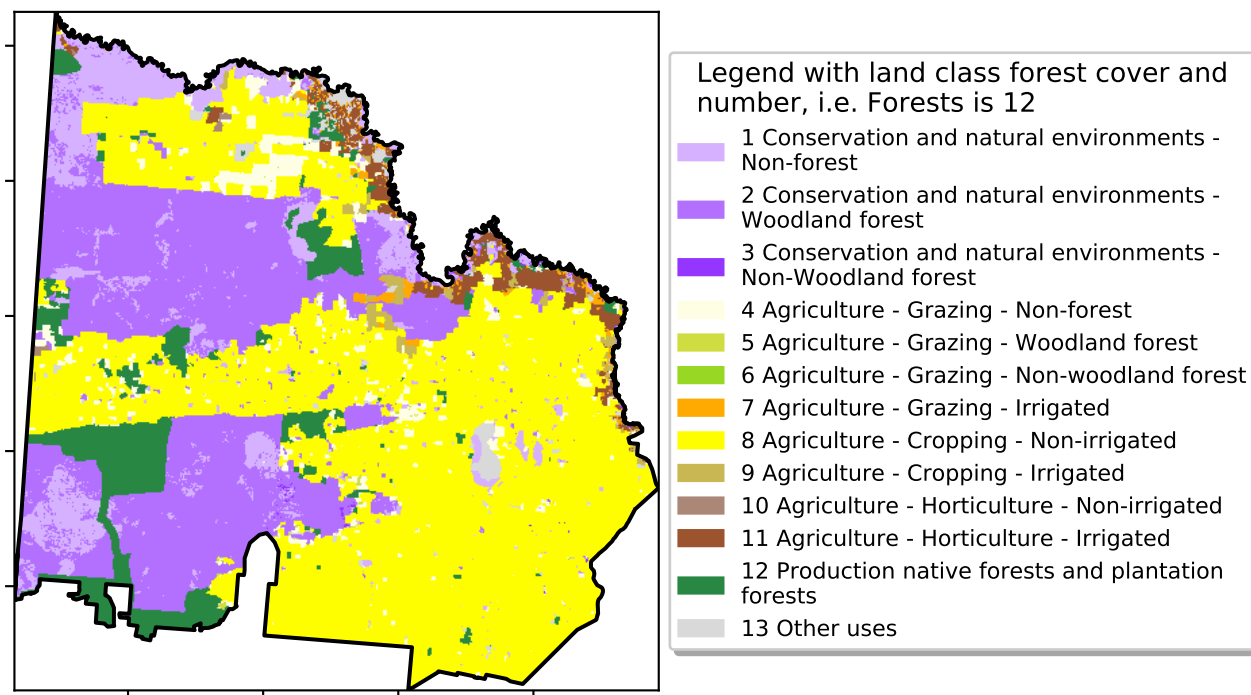 Legend with land class forest cover and
number, i.e. Forests is 12
1 Conservation and natural environments -
Non-forest
2 Conservation and natural environments -
Woodland forest
3 Conservation and natural environments -
Non-Woodland forest
4 Agriculture - Grazing - Non-forest
5 Agriculture - Grazing - Woodland forest
6 Agriculture - Grazing - Non-woodland forest
7 Agriculture - Grazing - Irrigated
8 Agriculture - Cropping - Non-irrigated
9 Agriculture - Cropping - Irrigated
10 Agriculture - Horticulture - Non-irrigated
11 Agriculture - Horticulture - Irrigated
12 Production native forests and plantation
forests
13 Other uses